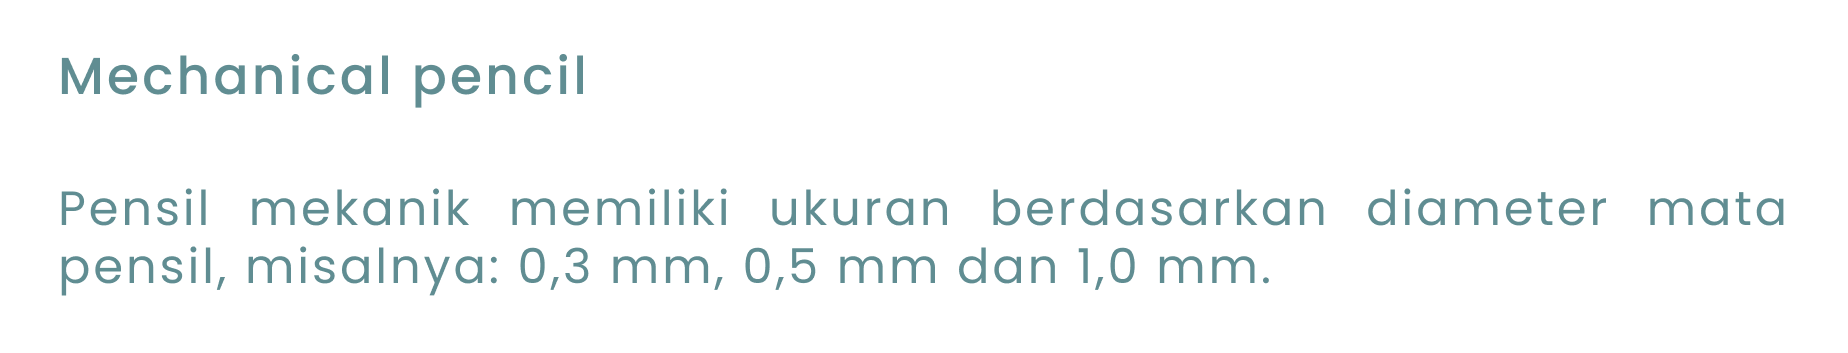 Mechanical pencil
Pensil mekanik memiliki ukuran berdasarkan diameter mata
pensil, misalnya: 0,3 mm, 0,5 mm dan 1,0 mm.